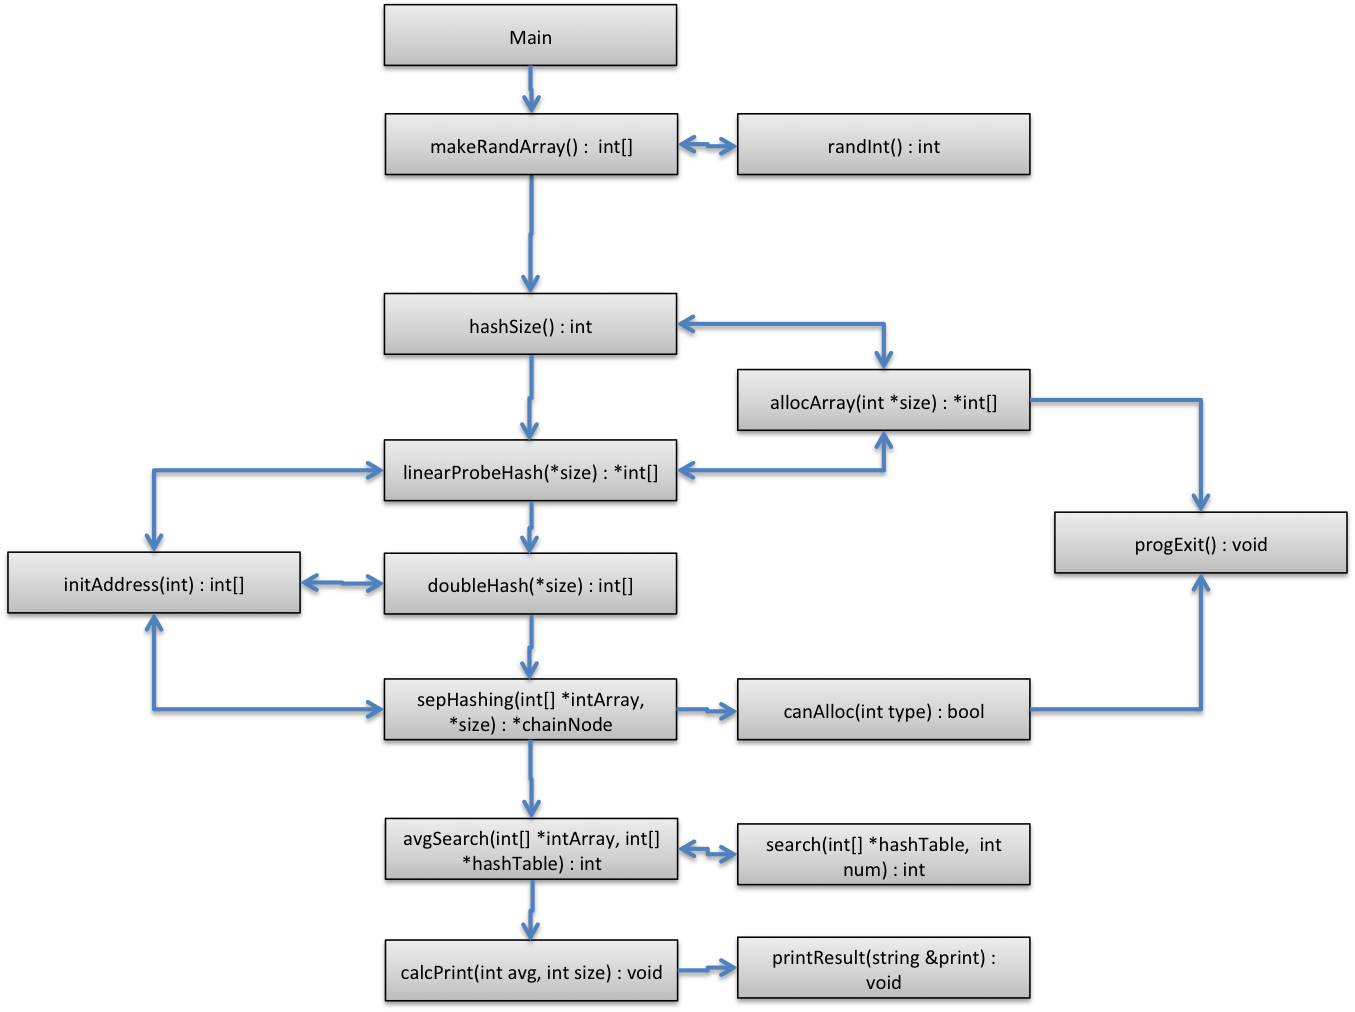 Main
makeRandArray() :  int[]
randInt() : int
hashSize() : int
allocArray(int *size) : *int[]
linearProbeHash(*size) : *int[]
progExit() : void
initAddress(int) : int[]
doubleHash(*size) : int[]
sepHashing(int[] *intArray,
*size) : *chainNode
canAlloc(int type) : bool
avgSearch(int[] *intArray, int[]
*hashTable) : int
search(int[] *hashTable,  int
num) : int
calcPrint(int avg, int size) : void
printResult(string &print) :
void